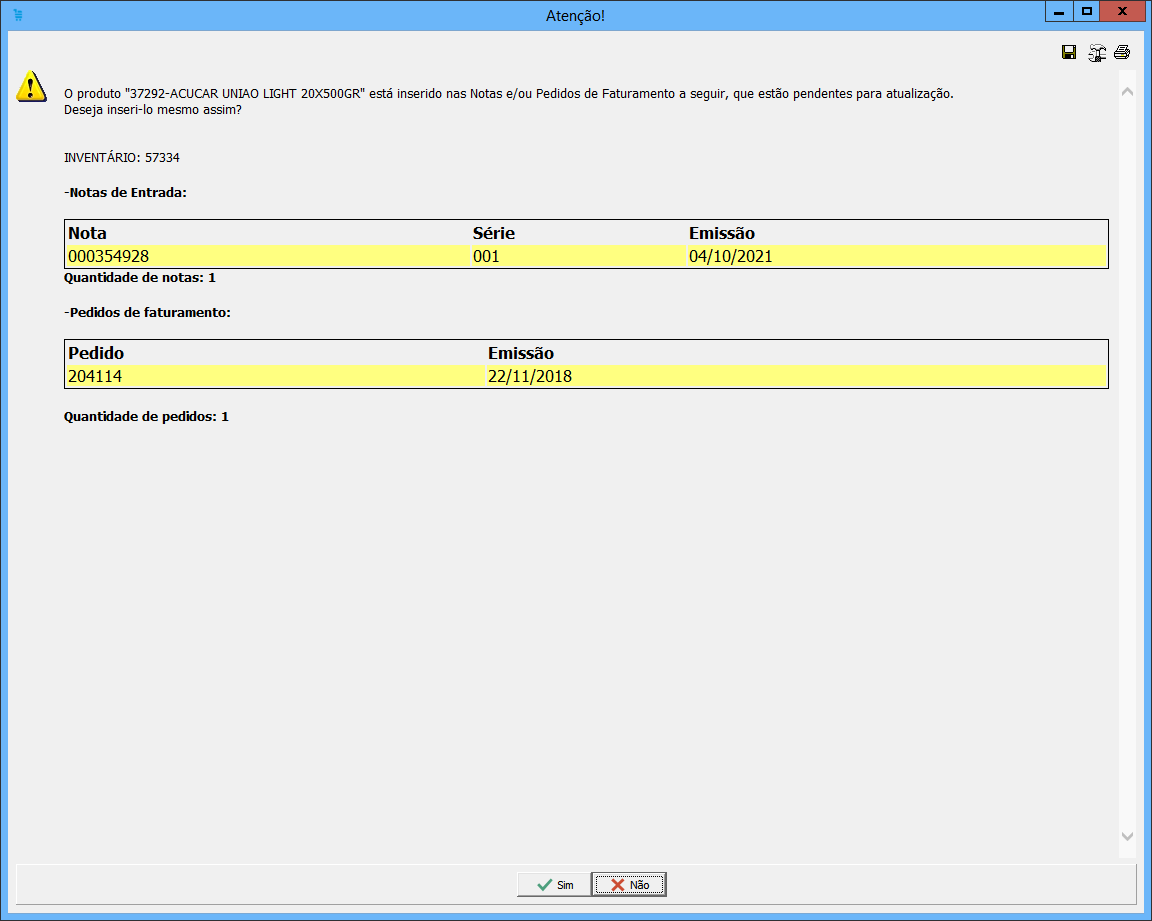 Atenção!
O produto "37292-ACUCAR UNIAO LIGHT 20X500GR" está inserido nas Notas e/ou Pedidos de Faturamento a seguir, que estão pendentes para atualização.
Deseja inseri-lo mesmo assim?
INVENTÁRIO: 57334
-Notas de Entrada:
Nota Série Emissão
000354928 001 04/10/2021
Quantidade de notas: 1
-Pedidos de faturamento:
Pedido Emissão
204114 22/11/2018
Quantidade de pedidos: 1
Sim Não